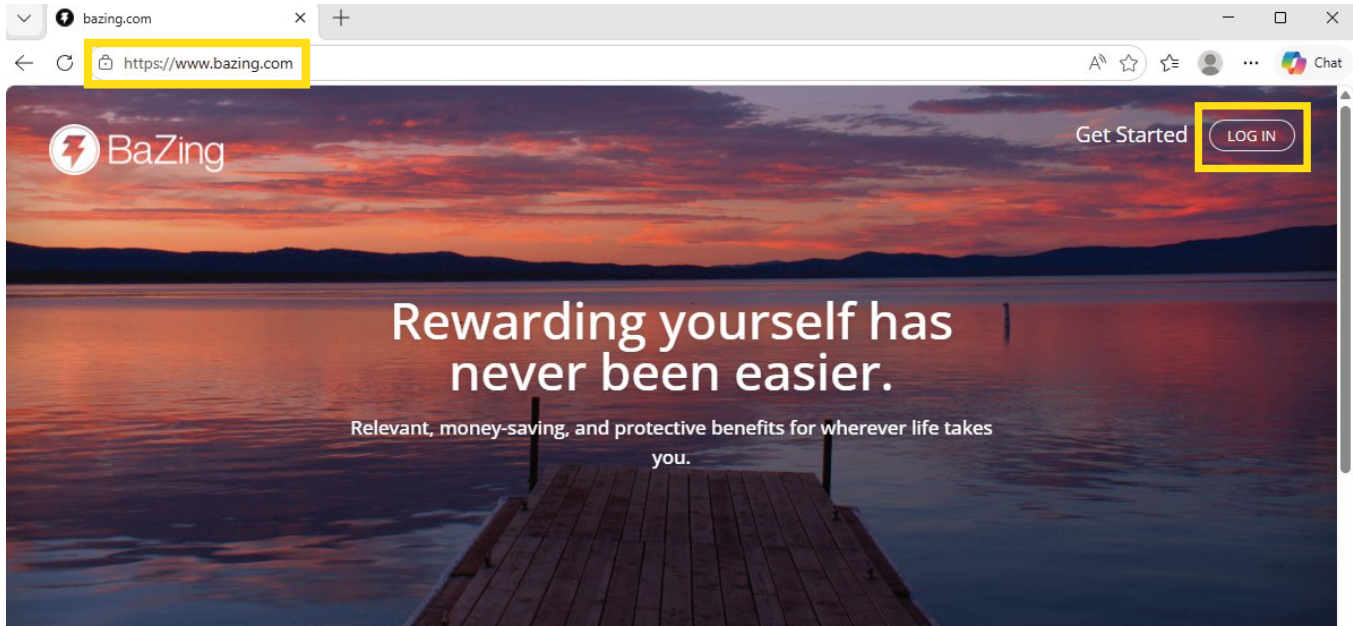 bazing.com
https://www.bazing.com
Chat
BaZing
Get Started
LOG IN
Rewarding yourself has
never been easier.
Relevant, money-saving, and protective benefits for wherever life takes
you.